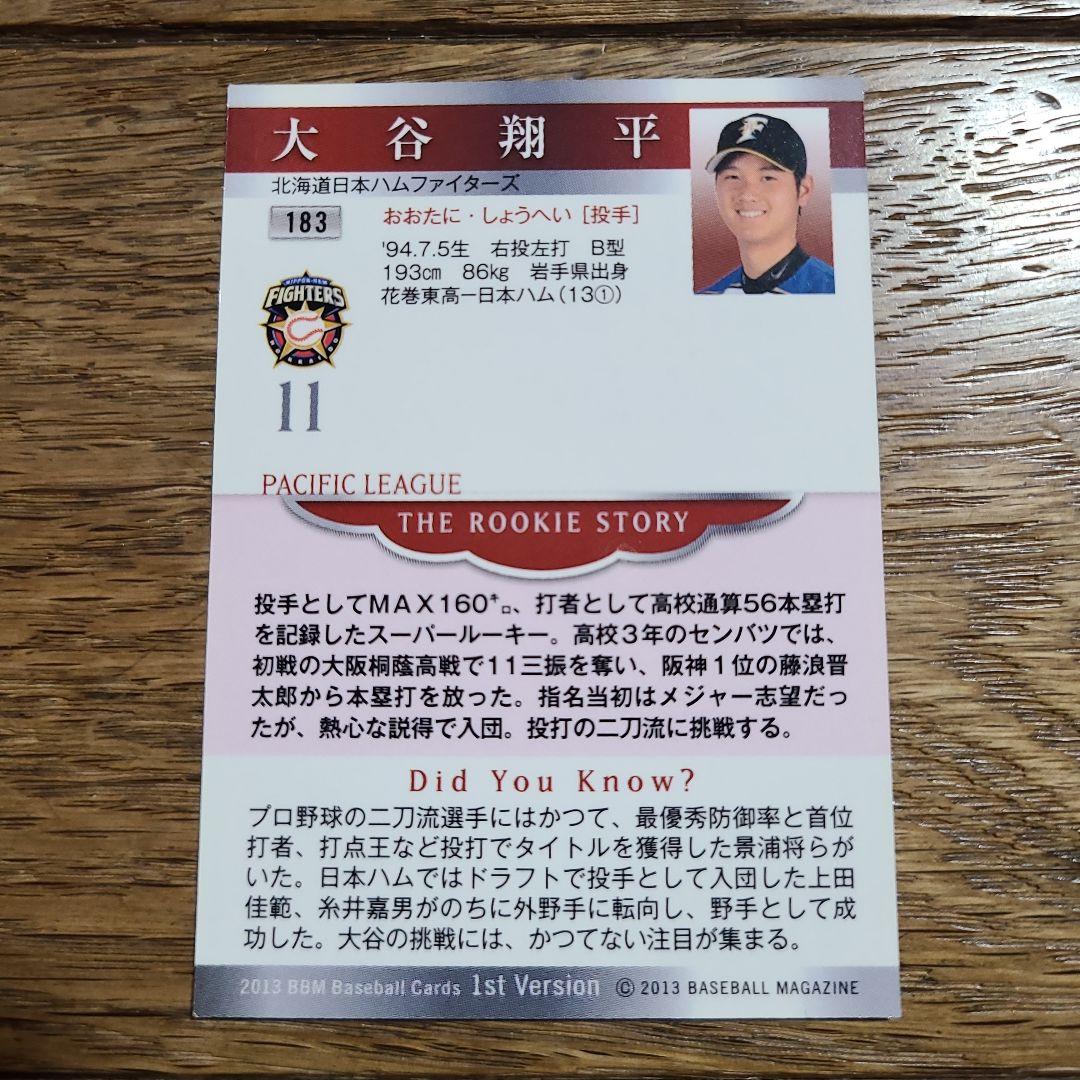 大谷翔平
北海道日本ハムファイターズ
183
おおたに・しょうへい［投手］
'94.7.5生　右投左打　B型
193㎝　86㎏　岩手県出身
花巻東高ー日本ハム（13①）
NIPPON-HAM
FIGHTERS
HOKKAIDO
11
PACIFIC LEAGUE
THE ROOKIE STORY
投手としてMAX160㌔、打者として高校通算56本塁打
を記録したスーパールーキー。高校3年のセンバツでは、
初戦の大阪桐蔭高戦で11三振を奪い、阪神1位の藤浪晋
太郎から本塁打を放った。指名当初はメジャー志望だっ
たが、熱心な説得で入団。投打の二刀流に挑戦する。
Did You Know?
プロ野球の二刀流選手にはかつて、最優秀防御率と首位
打者、打点王など投打でタイトルを獲得した景浦将らが
いた。日本ハムではドラフトで投手として入団した上田
佳範、糸井嘉男がのちに外野手に転向し、野手として成
功した。大谷の挑戦には、かつてない注目が集まる。
2013 BBM Baseball Cards 1st Version © 2013 BASEBALL MAGAZINE